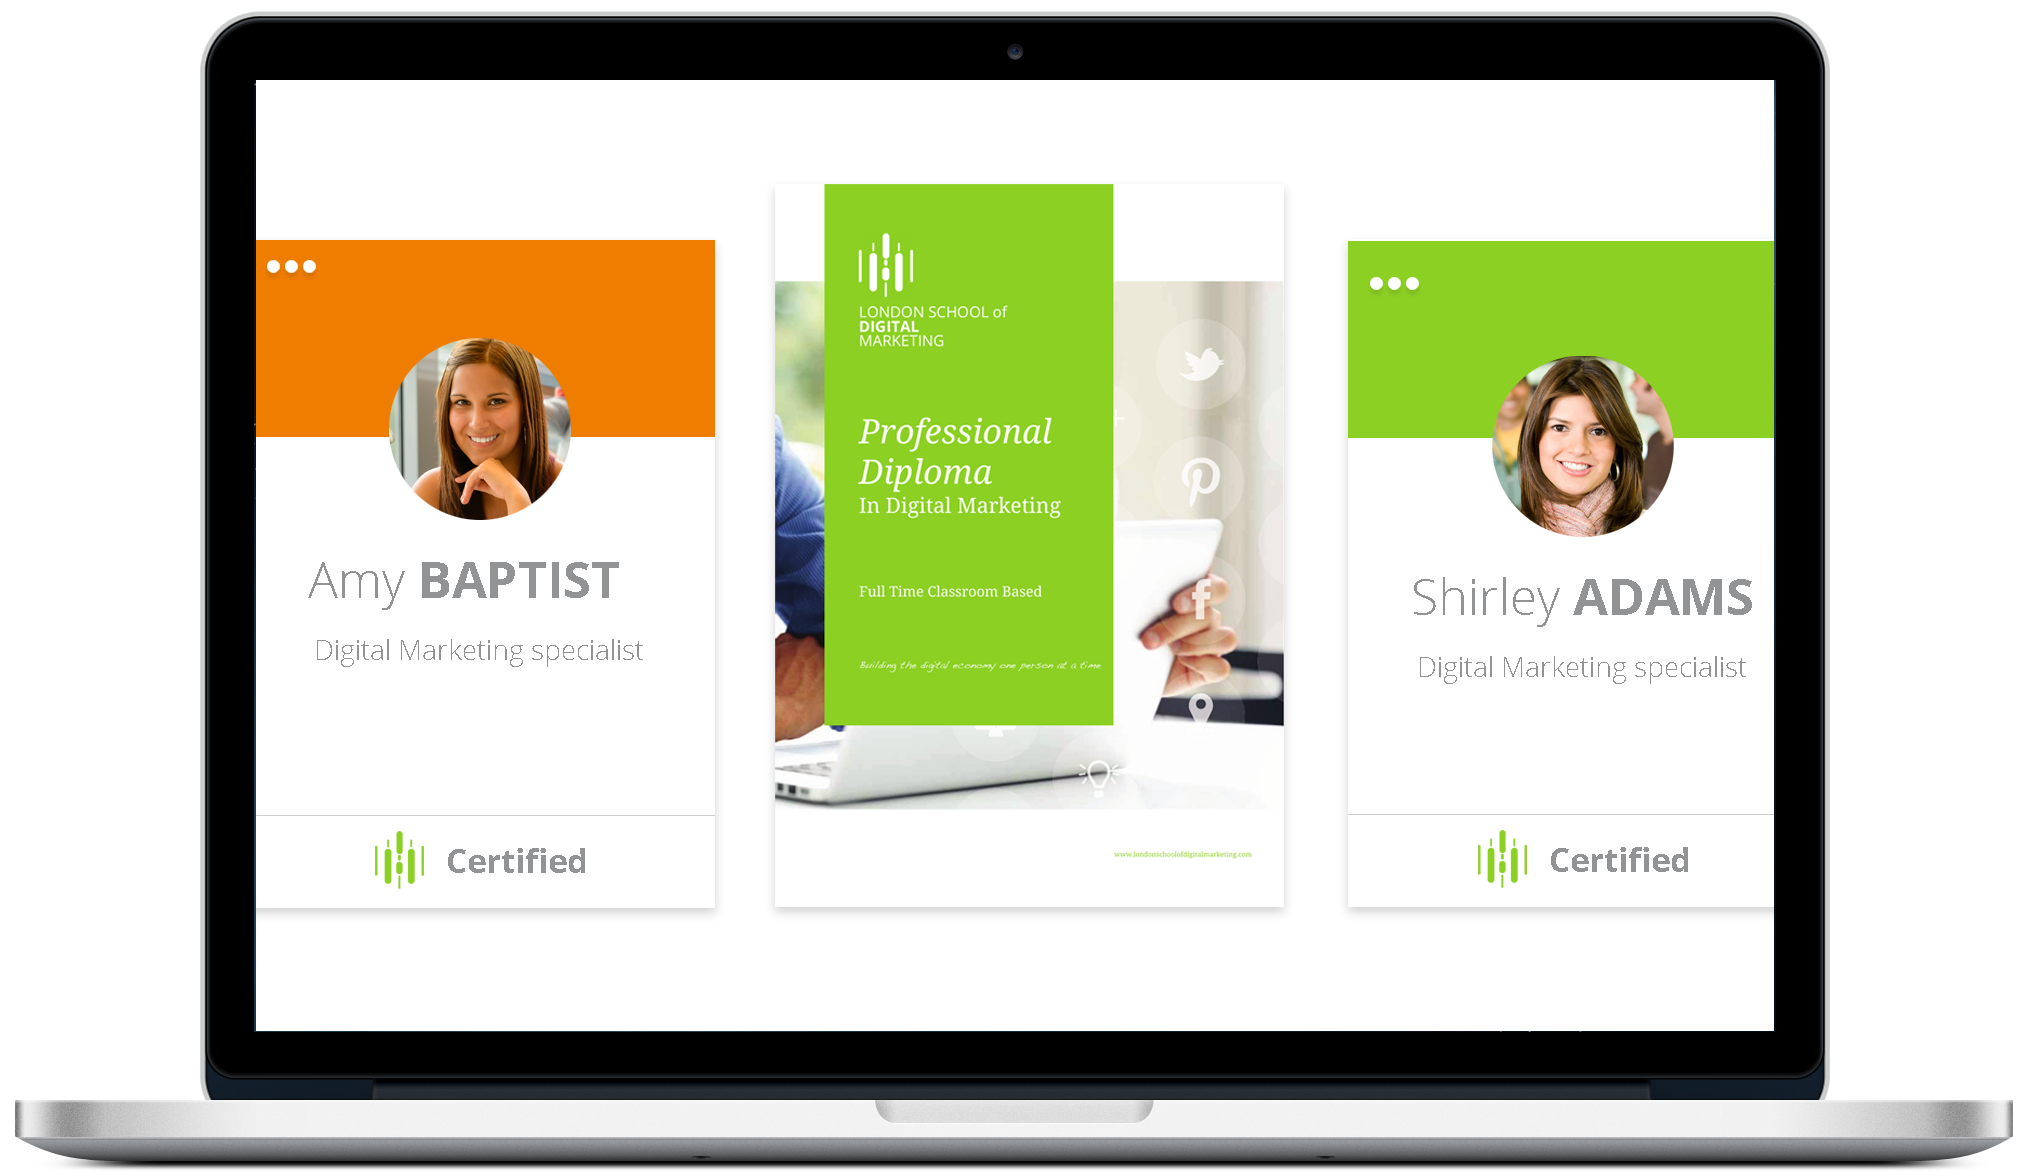 Amy BAPTIST
Digital Marketing specialist
Certified
LONDON SCHOOL of
DIGITAL
MARKETING
Professional
Diploma
In Digital Marketing
Full Time Classroom Based
Building the digital economy one person at a time
www.londonschoolofdigitalmarketing.com
Shirley ADAMS
Digital Marketing specialist
Certified